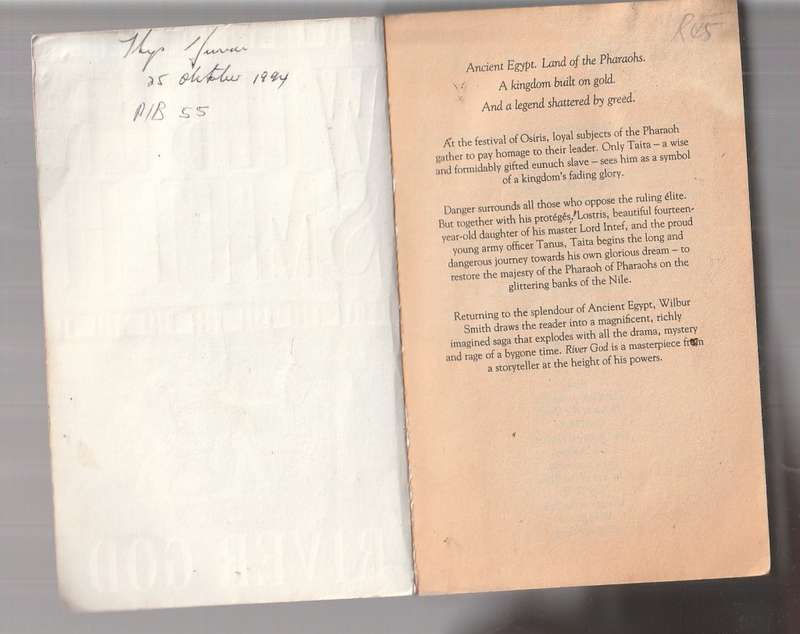 25 Oktober 1994
P/B 55
R45
Ancient Egypt. Land of the Pharaohs.
A kingdom built on gold.
And a legend shattered by greed.
At the festival of Osiris, loyal subjects of the Pharaoh
gather to pay homage to their leader. Only Taita – a wise
and formidably gifted eunuch slave – sees him as a symbol
of a kingdom's fading glory.
Danger surrounds all those who oppose the ruling élite.
But together with his protégés, Lostris, beautiful fourteen-
year-old daughter of his master Lord Intef, and the proud
young army officer Tanus, Taita begins the long and
dangerous journey towards his own glorious dream – to
restore the majesty of the Pharaoh of Pharaohs on the
glittering banks of the Nile.
Returning to the splendour of Ancient Egypt, Wilbur
Smith draws the reader into a magnificent, richly
imagined saga that explodes with all the drama, mystery
and rage of a bygone time. River God is a masterpiece from
a storyteller at the height of his powers.
RIVER GOD